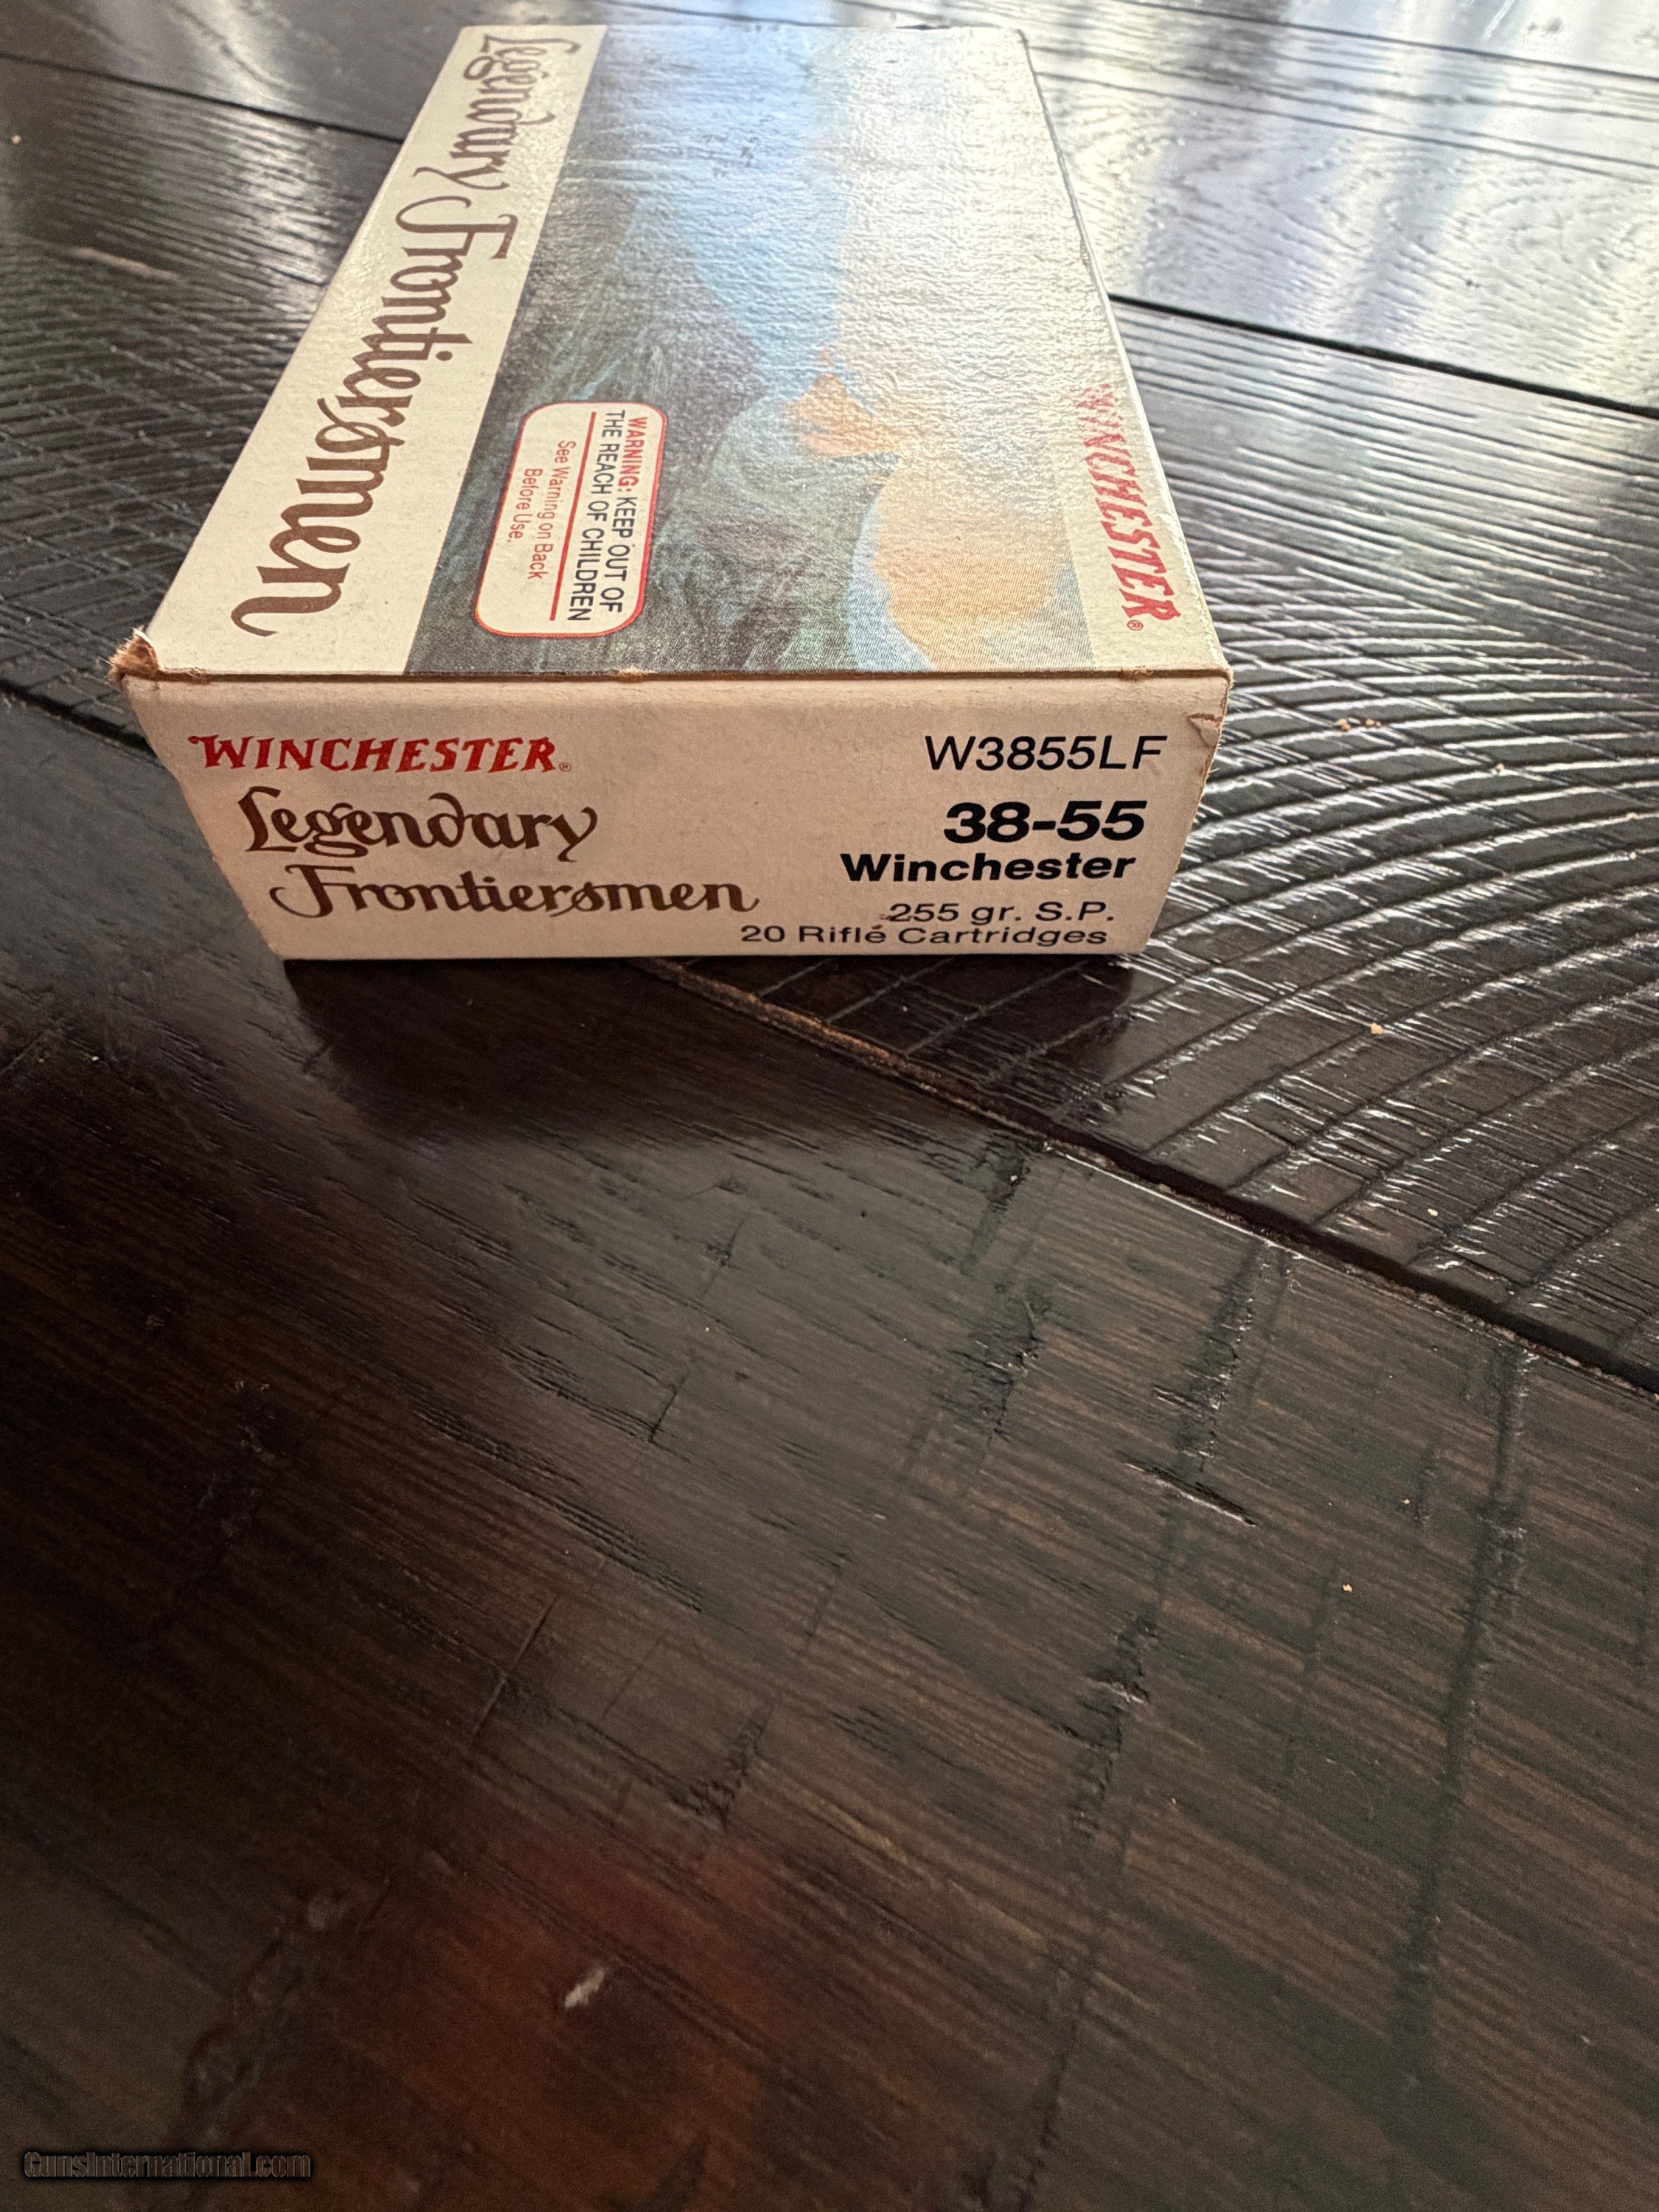 Legendary Frontiersmen
WARNING: KEEP OUT OF
THE REACH OF CHILDREN
See Warning on Back
Before Use.
WINCHESTER®
WINCHESTER®
Legendary
Frontiersmen
W3855LF
38-55
Winchester
255 gr. S.P.
20 Rifle Cartridges
GunsInternational.com